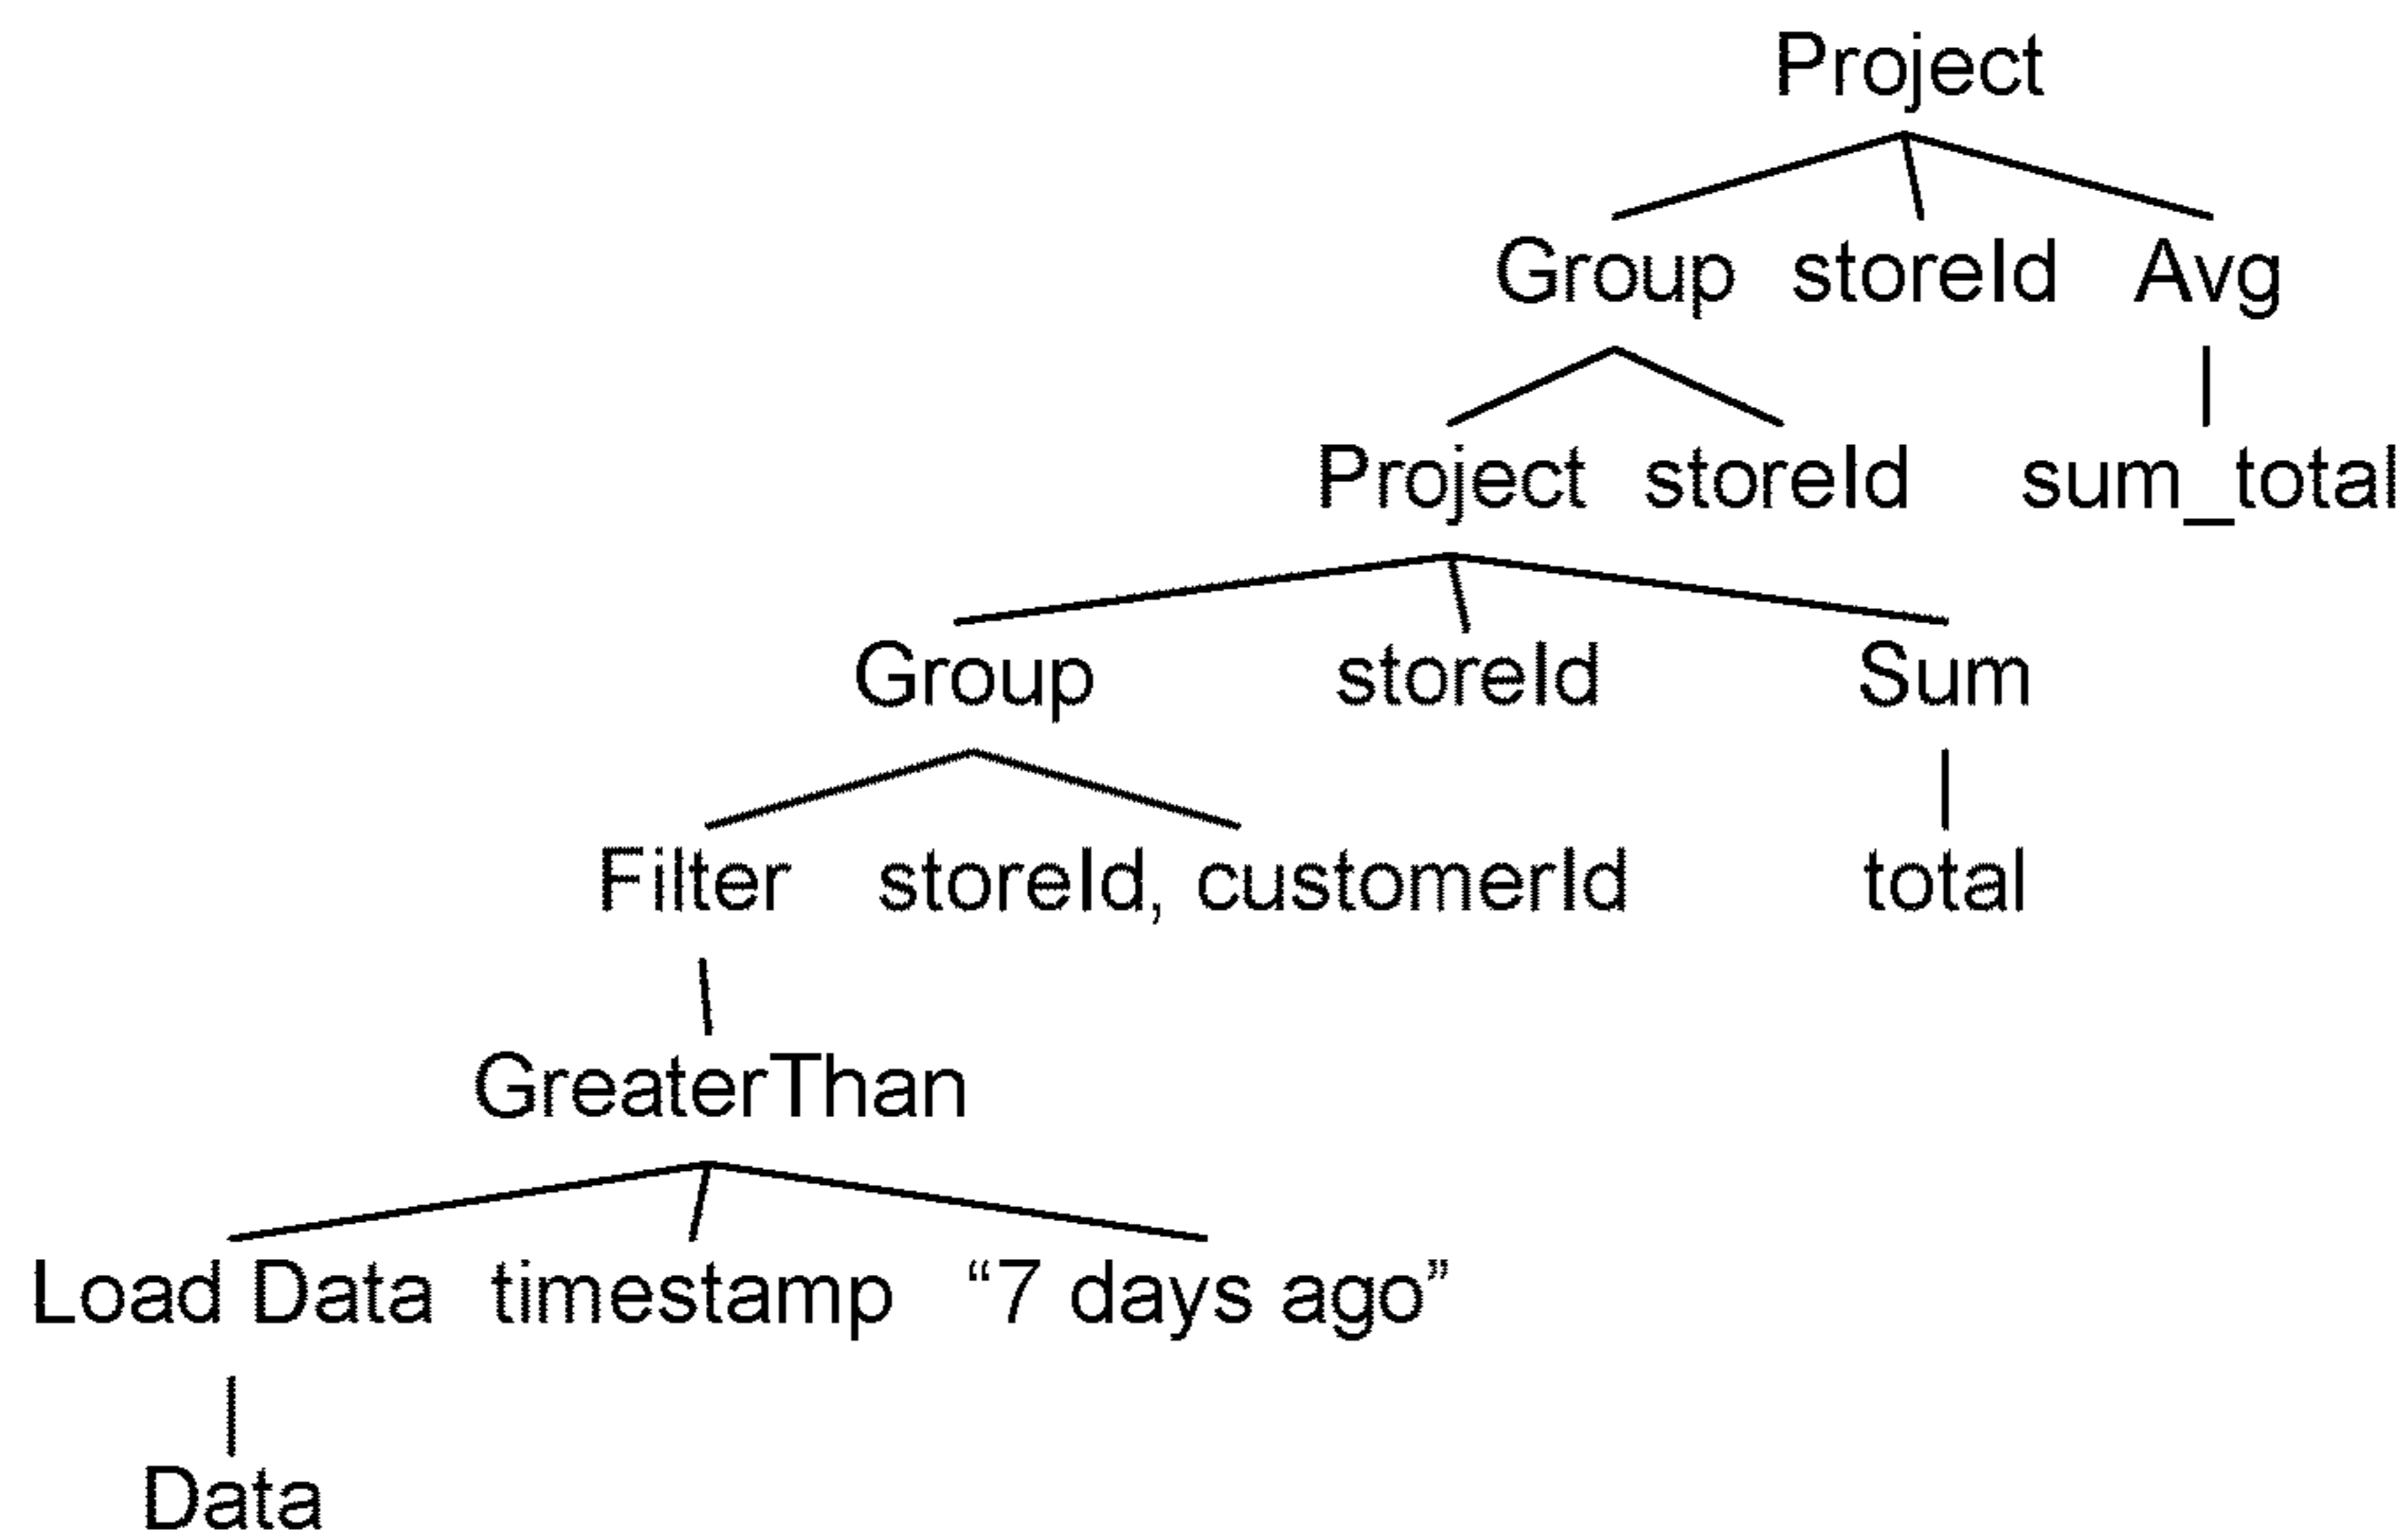 Project
Group storeId Avg
Project storeId sum_total
Group storeId Sum
Filter storeId, customerId total
GreaterThan
Load Data timestamp “7 days ago”
Data